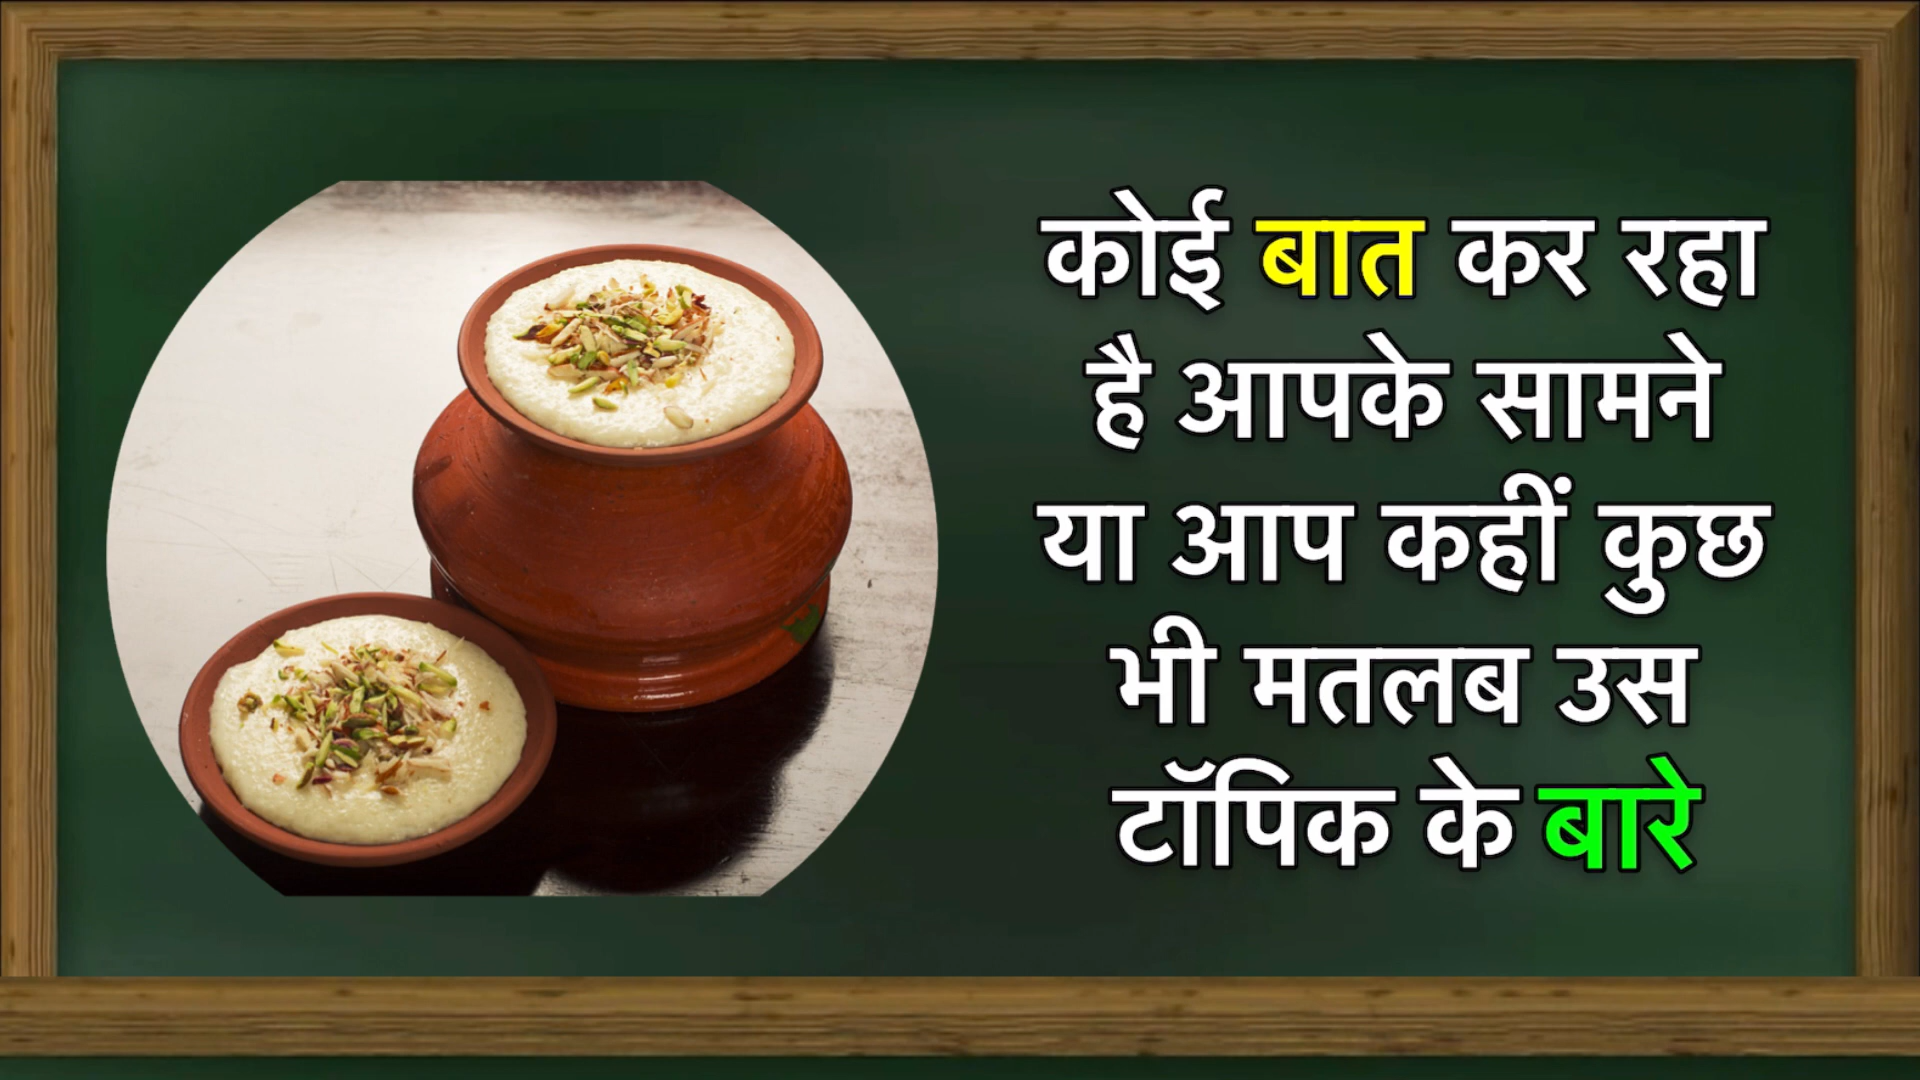 कोई बात कर रहा
है आपके सामने
या आप कहीं कुछ
भी मतलब उस
टॉपिक के बारे